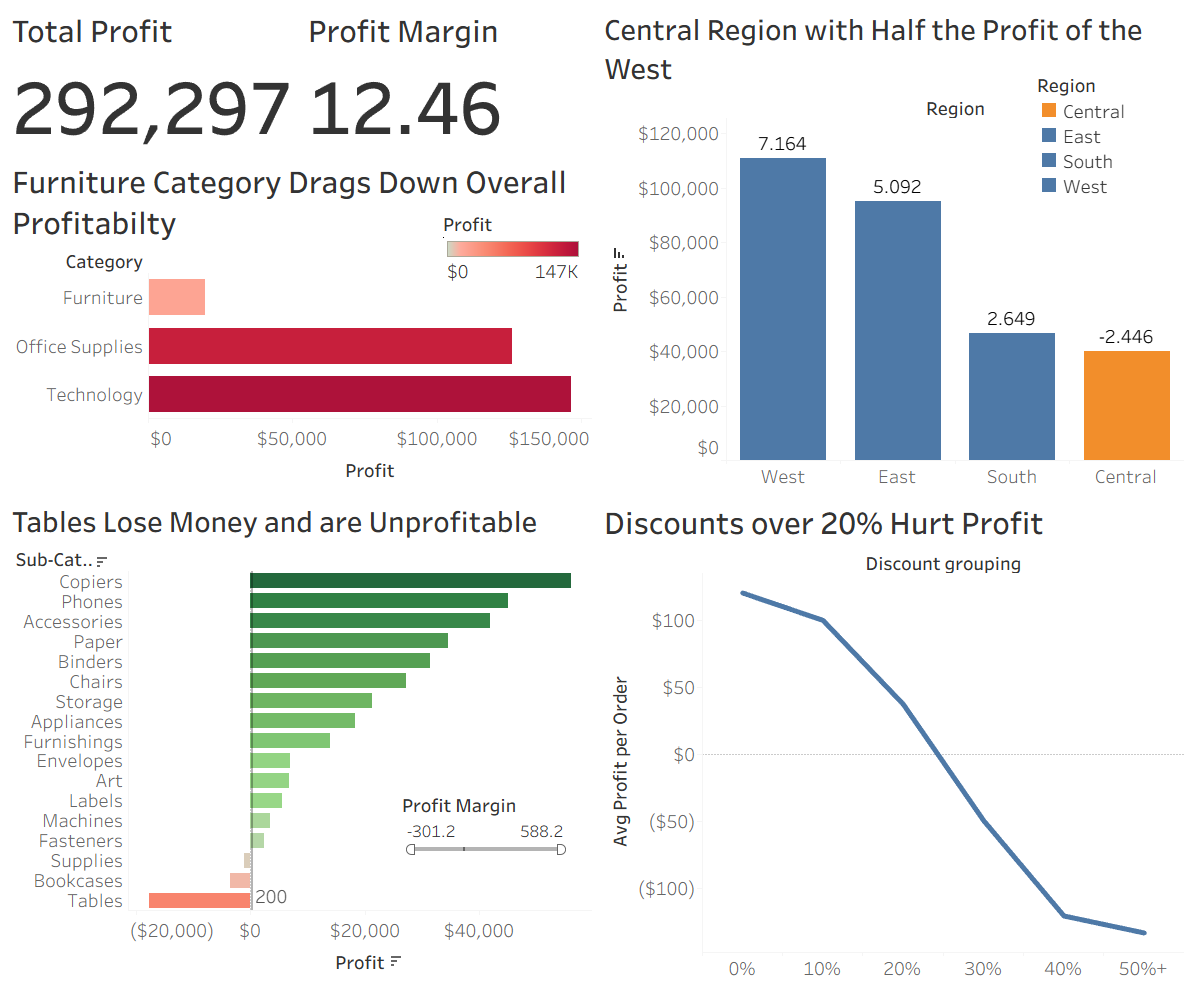 Total Profit
Profit Margin
292,297
12.46
Furniture Category Drags Down Overall
Profitabilty
Profit
$0
147K
Category
Furniture
Office Supplies
Technology
$0
$50,000
$100,000
$150,000
Profit
Central Region with Half the Profit of the
West
Region
Central
East
South
West
Region
$120,000
$100,000
$80,000
$60,000
$40,000
$20,000
$0
Profit
7.164
5.092
2.649
-2.446
West
East
South
Central
Tables Lose Money and are Unprofitable
Sub-Cat..
Copiers
Phones
Accessories
Paper
Binders
Chairs
Storage
Appliances
Furnishings
Envelopes
Art
Labels
Machines
Fasteners
Supplies
Bookcases
Tables
200
Profit Margin
-301.2
588.2
($20,000)
$0
$20,000
$40,000
Profit
Discounts over 20% Hurt Profit
Discount grouping
$100
$50
$0
($50)
($100)
Avg Profit per Order
0%
10%
20%
30%
40%
50%+